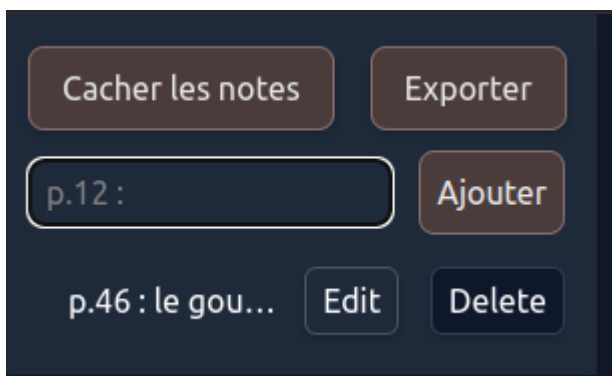 Cacher les notes Exporter
p.12 : Ajouter
p.46 : le gou... Edit Delete